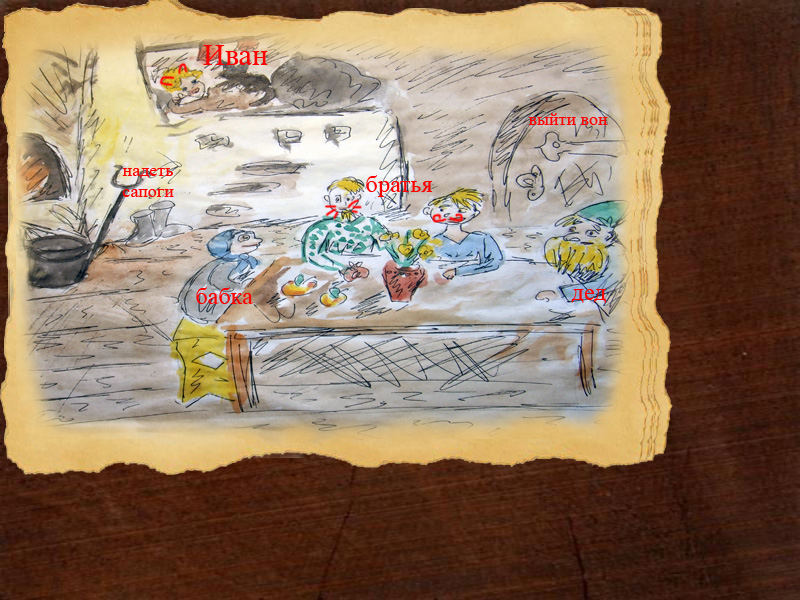 Иван
выйти вон
надеть
сапоги
братья
бабка
дед